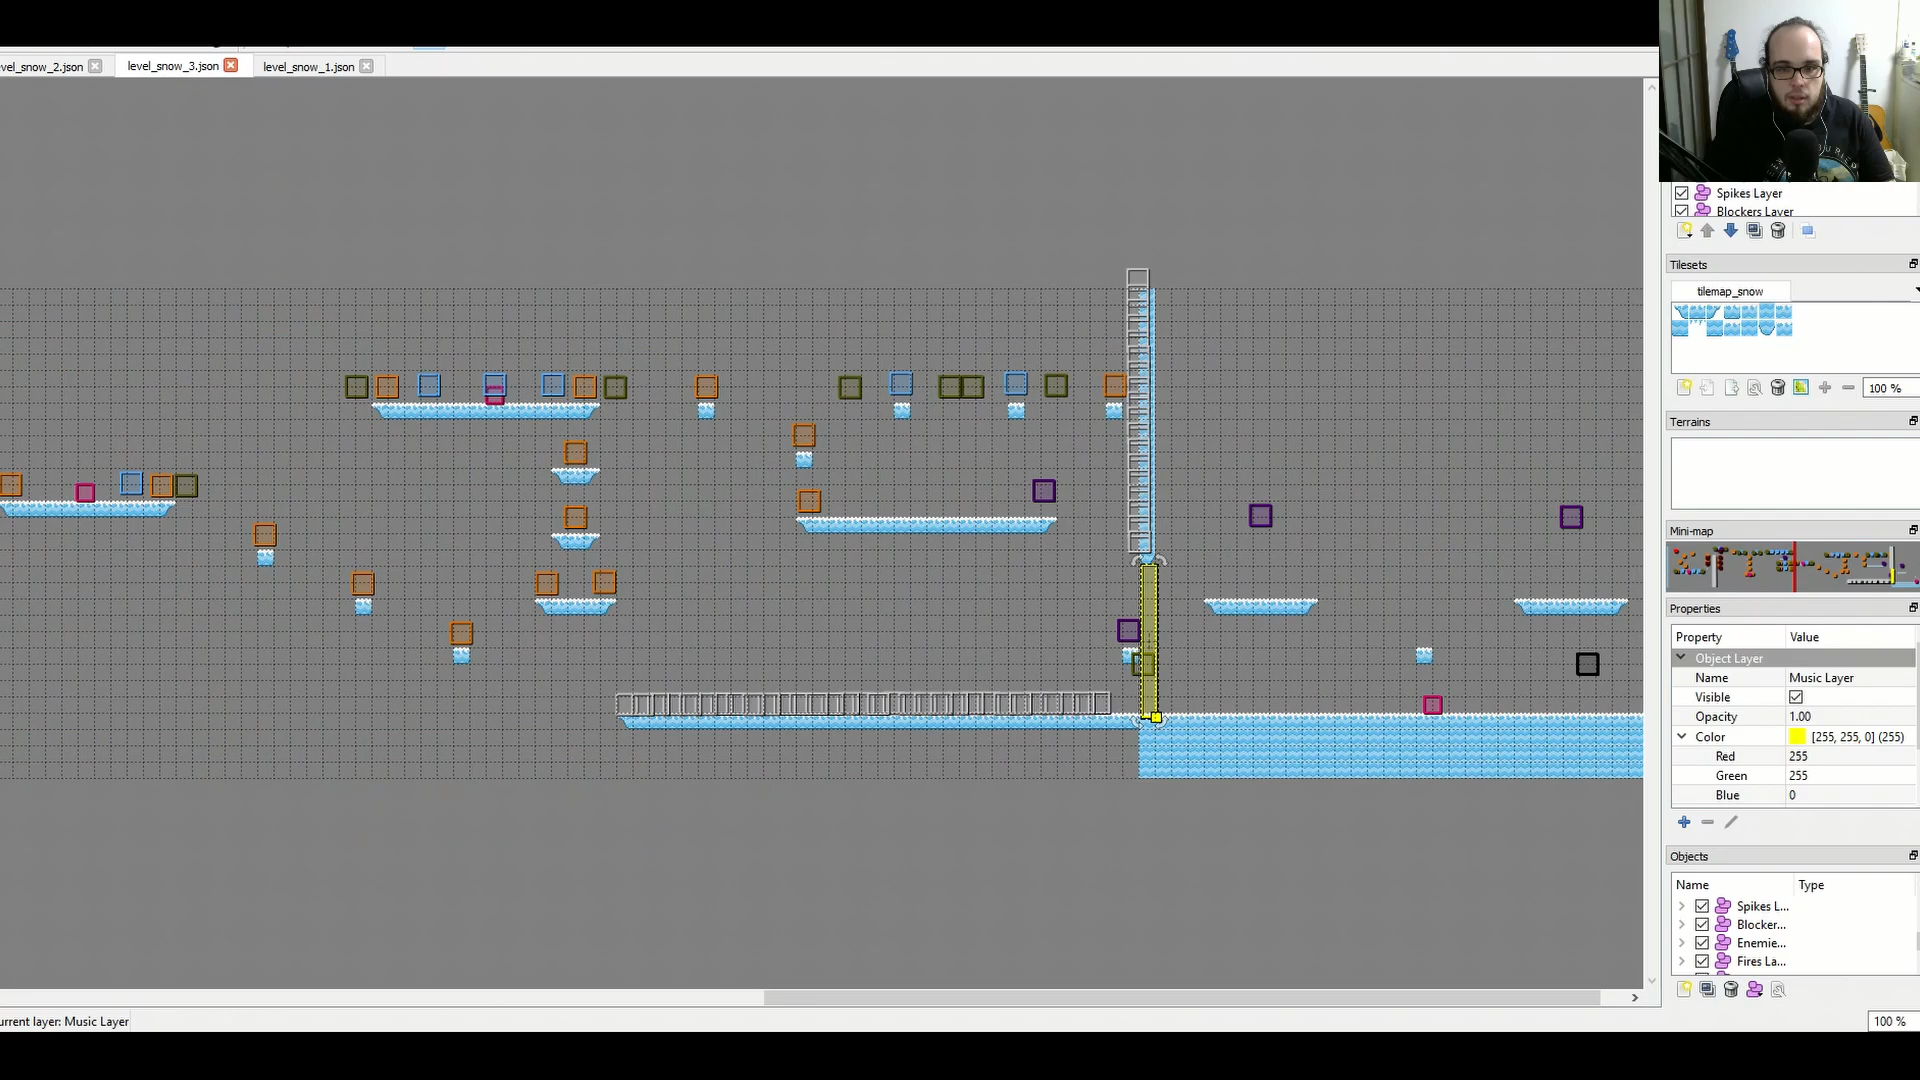 evel_snow_2.json
level_snow_3.json
level_snow_1.json
URIED
Spikes Layer
Blockers Layer
Tilesets
tilemap_snow
100 %
Terrains
Mini-map
Properties
Property Value
Object Layer
Name Music Layer
Visible
Opacity 1.00
Color [255, 255, 0] (255)
Red 255
Green 255
Blue 0
Objects
Name Type
Spikes L...
Blocker...
Enemie...
Fires La...
urrent layer: Music Layer
100 %